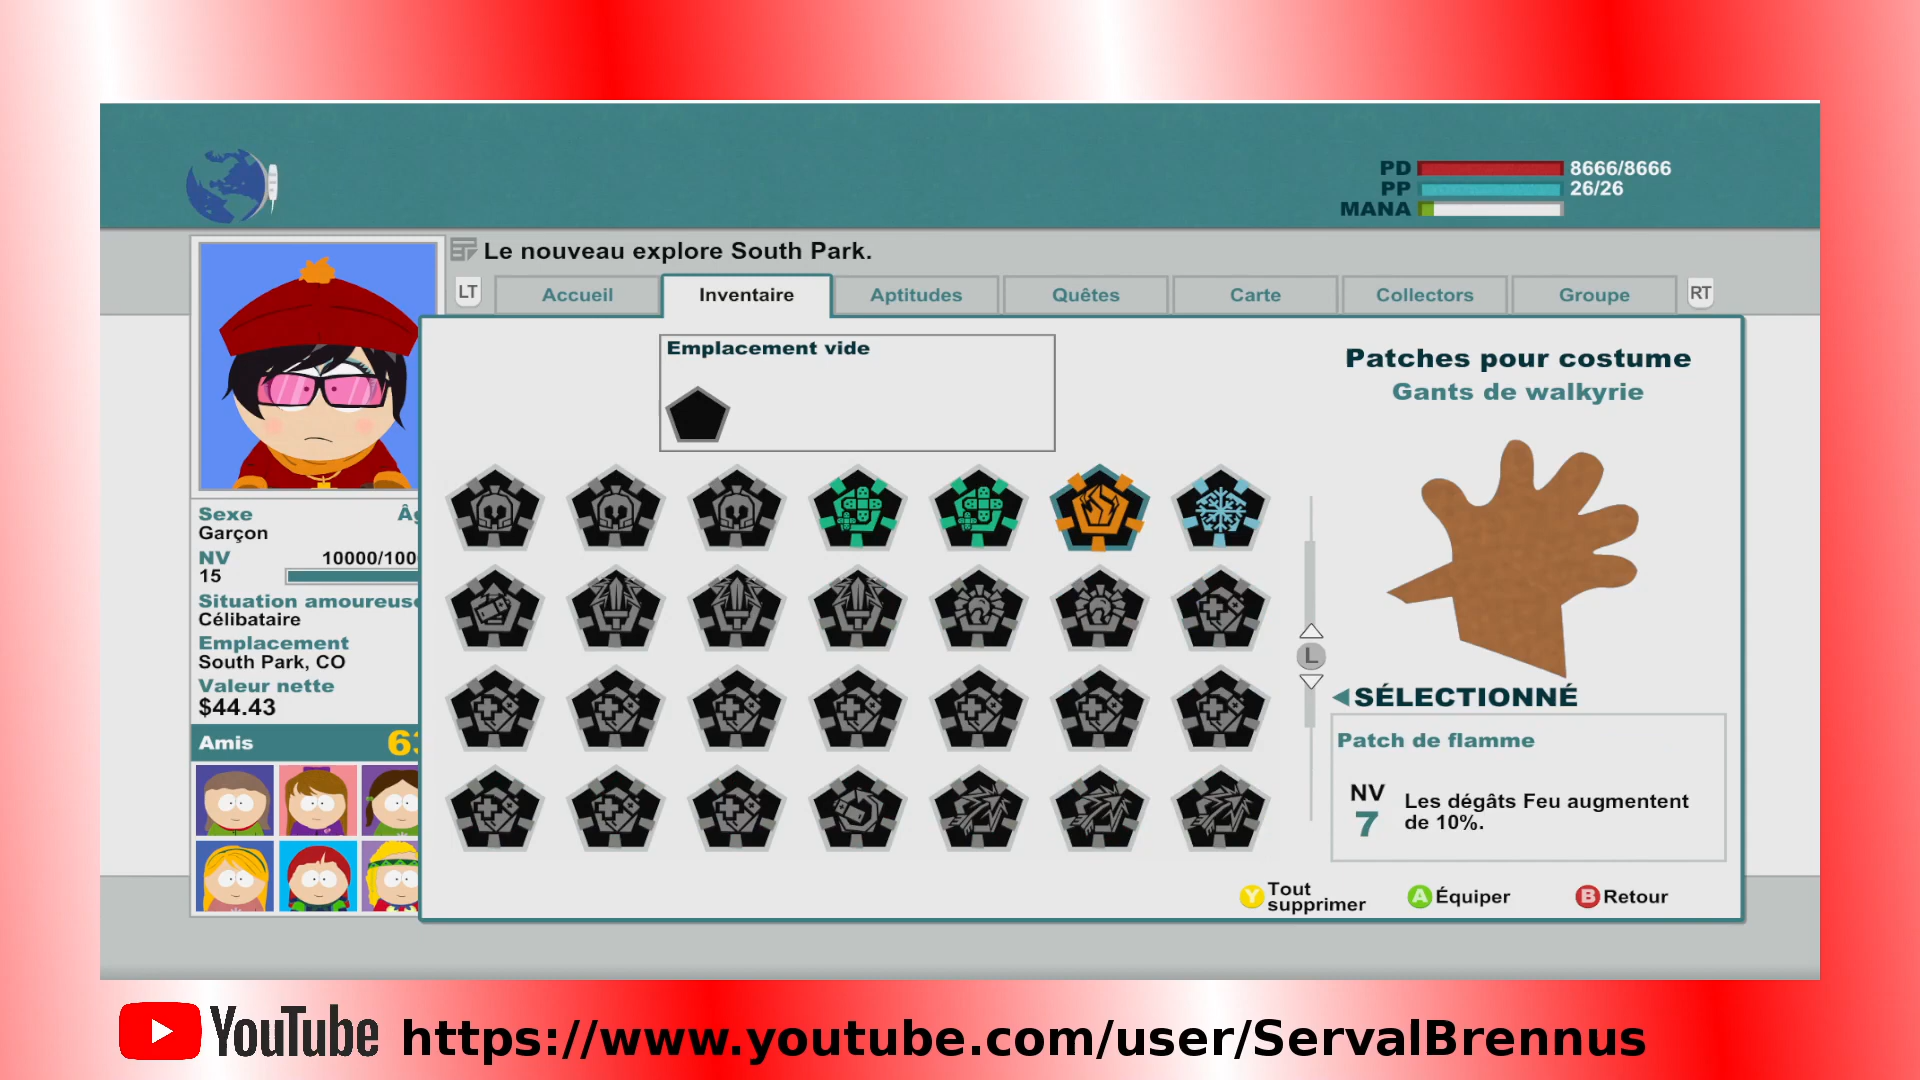 PD 8666/8666
PP 26/26
MANA
Le nouveau explore South Park.
LT Accueil Inventaire Aptitudes Quêtes Carte Collectors Groupe RT
Emplacement vide
Patches pour costume
Gants de walkyrie
Sexe
Garçon
NV 10000/100
15
Situation amoureuse
Célibataire
Emplacement
South Park, CO
Valeur nette
$44.43
Amis
L
SÉLECTIONNÉ
Patch de flamme
NV
7
Les dégâts Feu augmentent
de 10%.
Y Tout
supprimer
A Équiper
B Retour
YouTube https://www.youtube.com/user/ServalBrennus